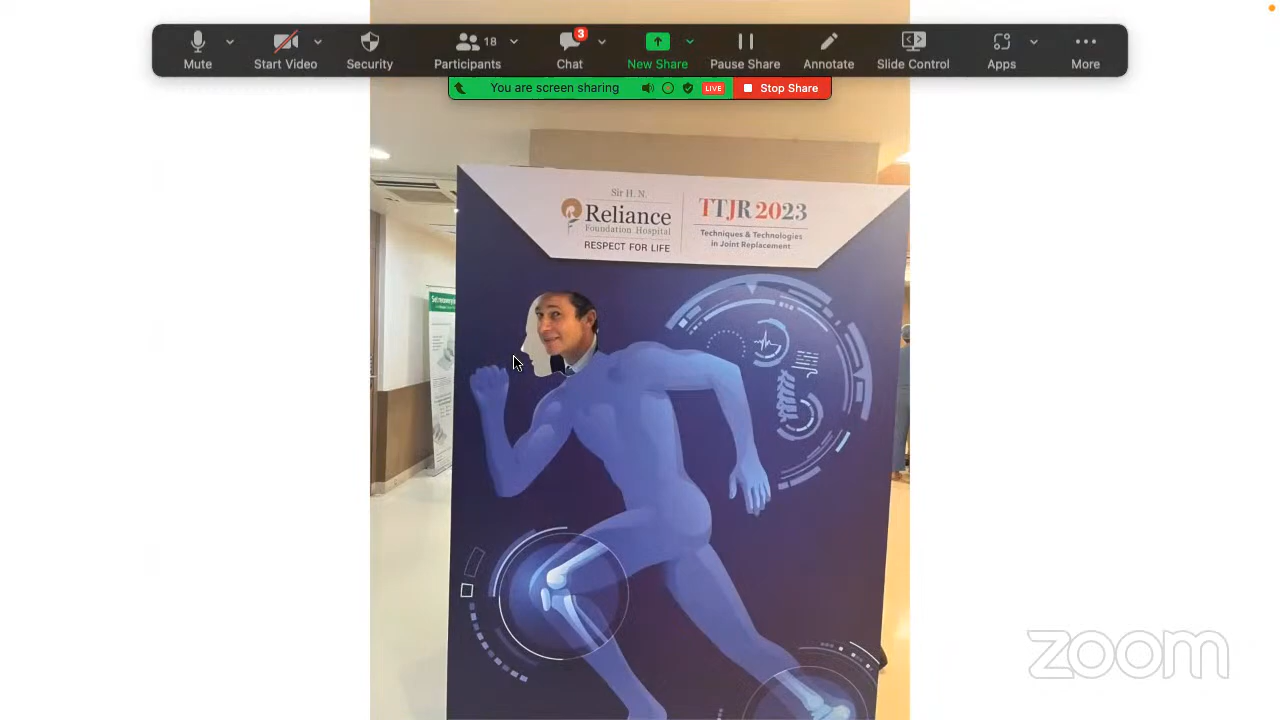 Mute
Start Video
Security
Participants
18
Chat
3
New Share
Pause Share
Annotate
Slide Control
Apps
More
You are screen sharing
LIVE
Stop Share
Sir H. N.
Reliance
Foundation Hospital
RESPECT FOR LIFE
TTJR 2023
Techniques & Technologies
in Joint Replacement
zoom